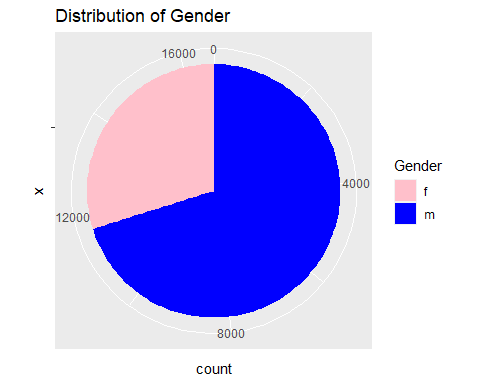 Distribution of Gender
0
16000
4000
12000
8000
x
count
Gender
f
m